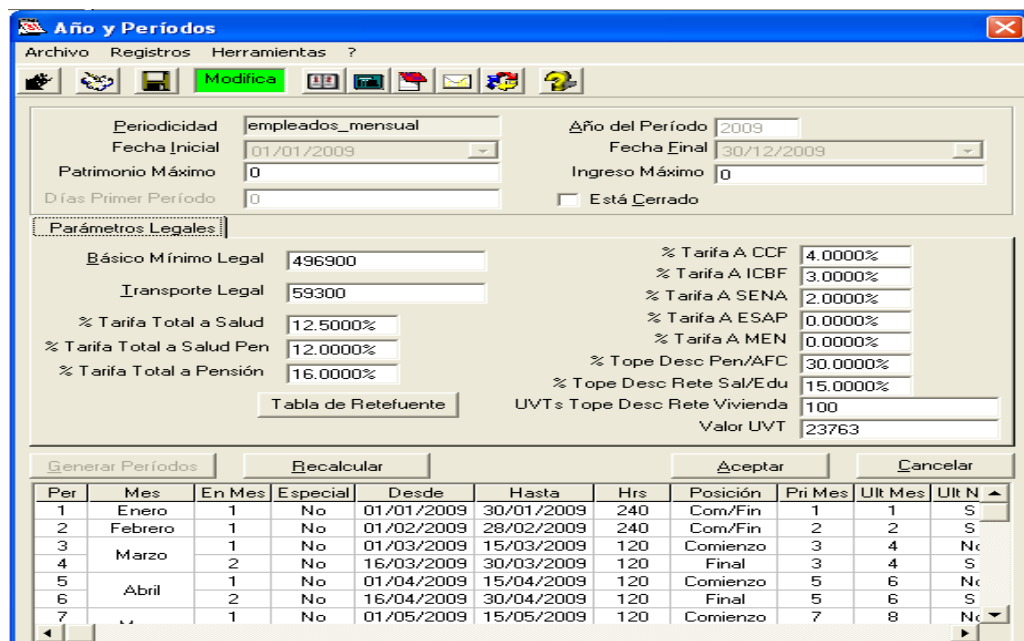 Año y Períodos
Archivo Registros Herramientas ?
Modifica
Periodicidad empleados_mensual Año del Período 2009
Fecha Inicial 01/01/2009 Fecha Final 30/12/2009
Patrimonio Máximo 0 Ingreso Máximo 0
Días Primer Período 0 Está Cerrado
Parámetros Legales
Básico Mínimo Legal 496900 % Tarifa A CCF 4.0000%
% Tarifa A ICBF 3.0000%
Transporte Legal 59300 % Tarifa A SENA 2.0000%
% Tarifa Total a Salud 12.5000% % Tarifa A ESAP 0.0000%
% Tarifa Total a Salud Pen 12.0000% % Tarifa A MEN 0.0000%
% Tarifa Total a Pensión 16.0000% % Tope Desc Pen/AFC 30.0000%
% Tope Desc Rete Sal/Edu 15.0000%
Tabla de Retefuente UVTs Tope Desc Rete Vivienda 100
Valor UVT 23763
Generar Períodos Recalcular Aceptar Cancelar
Per Mes En Mes Especial Desde Hasta Hrs Posición Pri Mes Ult Mes Ult N
1 Enero 1 No 01/01/2009 30/01/2009 240 Com/Fin 1 1 S
2 Febrero 1 No 01/02/2009 28/02/2009 240 Com/Fin 2 2 S
3 Marzo 1 No 01/03/2009 15/03/2009 120 Comienzo 3 4 No
4 2 No 16/03/2009 30/03/2009 120 Final 3 4 S
5 Abril 1 No 01/04/2009 15/04/2009 120 Comienzo 5 6 No
6 2 No 16/04/2009 30/04/2009 120 Final 5 6 S
7 1 No 01/05/2009 15/05/2009 120 Comienzo 7 8 No